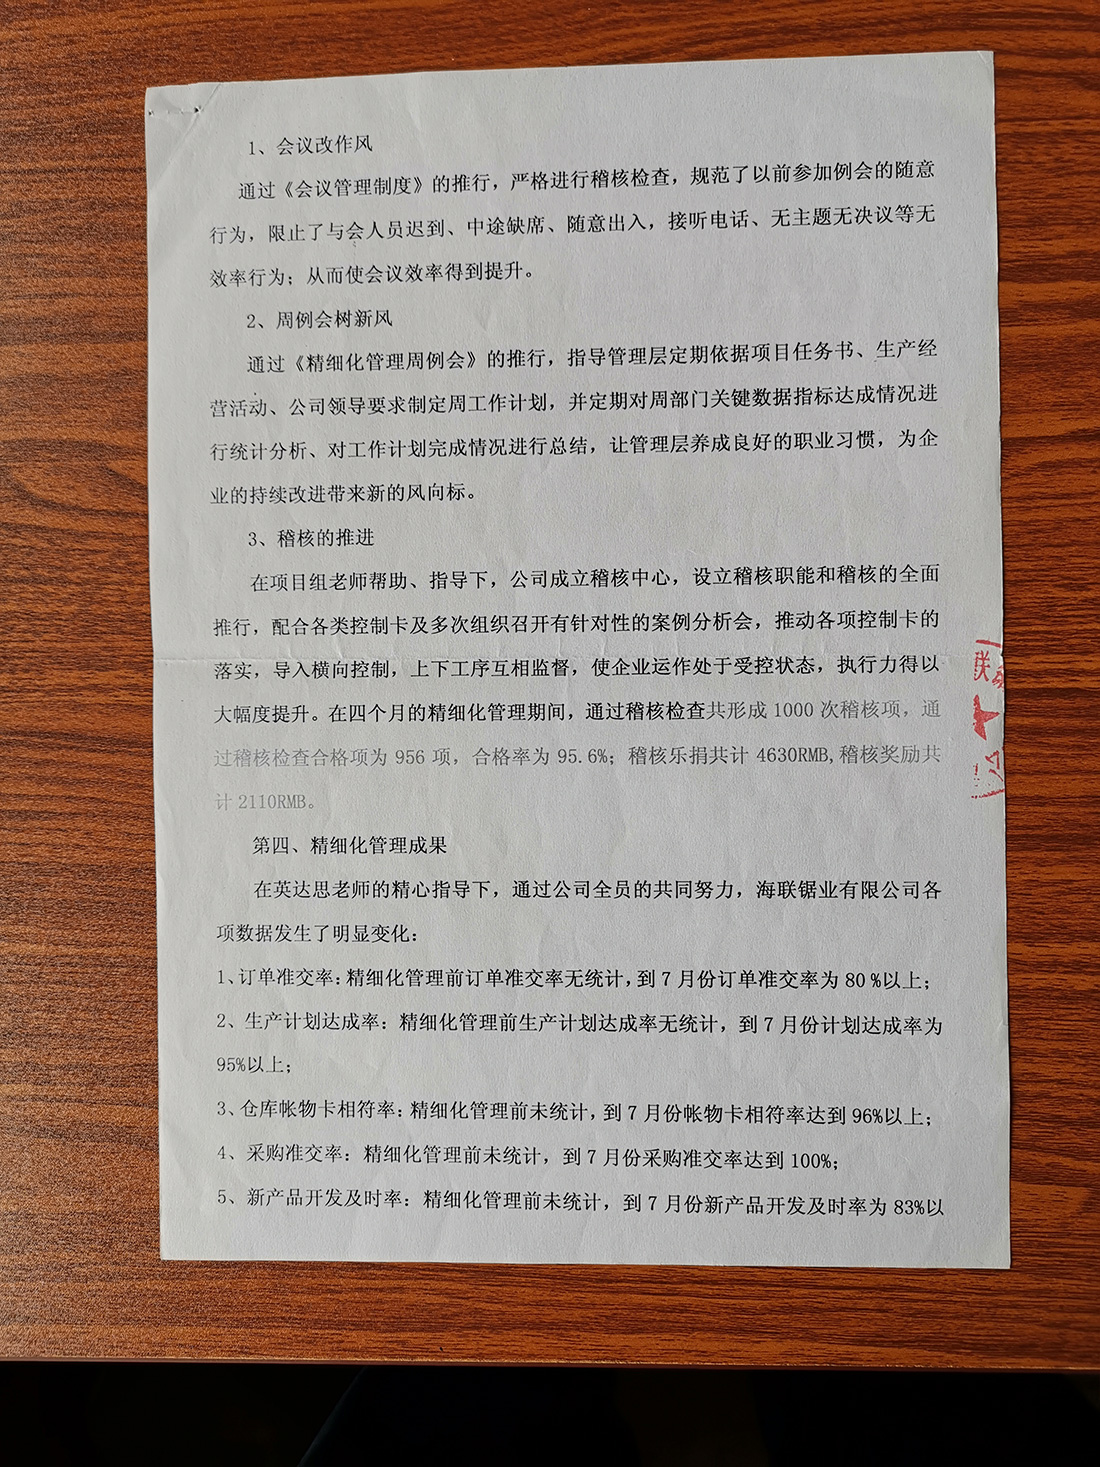 1、会议改作风
通过《会议管理制度》的推行，严格进行稽核检查，规范了以前参加例会的随意
行为，限止了与会人员迟到、中途缺席、随意出入，接听电话、无主题无决议等无
效率行为；从而使会议效率得到提升。
2、周例会树新风
通过《精细化管理周例会》的推行，指导管理层定期依据项目任务书、生产经
营活动、公司领导要求制定周工作计划，并定期对周部门关键数据指标达成情况进
行统计分析、对工作计划完成情况进行总结，让管理层养成良好的职业习惯，为企
业的持续改进带来新的风向标。
3、稽核的推进
在项目组老师帮助、指导下，公司成立稽核中心，设立稽核职能和稽核的全面
推行，配合各类控制卡及多次组织召开有针对性的案例分析会，推动各项控制卡的
落实，导入横向控制，上下工序互相监督，使企业运作处于受控状态，执行力得以
大幅度提升。在四个月的精细化管理期间，通过稽核检查共形成1000次稽核项，通
过稽核检查合格项为956项，合格率为95.6%；稽核乐捐共计4630RMB,稽核奖励共
计2110RMB。
第四、精细化管理成果
在英达思老师的精心指导下，通过公司全员的共同努力，海联锯业有限公司各
项数据发生了明显变化：
1、订单准交率：精细化管理前订单准交率无统计，到7月份订单准交率为80%以上；
2、生产计划达成率：精细化管理前生产计划达成率无统计，到7月份计划达成率为
95%以上；
3、仓库帐物卡相符率：精细化管理前未统计，到7月份帐物卡相符率达到96%以上；
4、采购准交率：精细化管理前未统计，到7月份采购准交率达到100%；
5、新产品开发及时率：精细化管理前未统计，到7月份新产品开发及时率为83%以
联